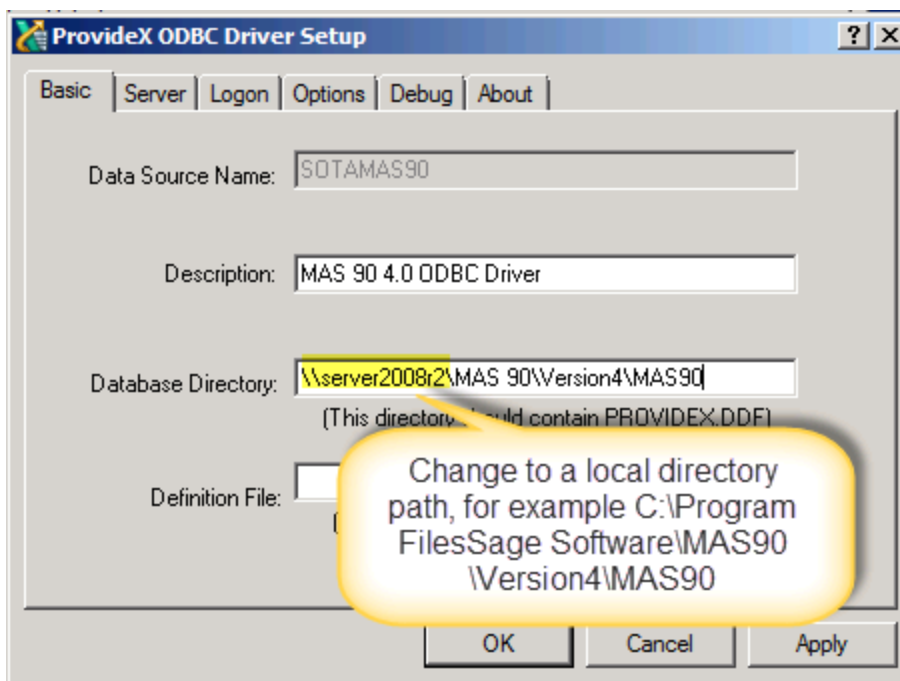 ProvideX ODBC Driver Setup
Basic Server Logon Options Debug About
Data Source Name: SOTAMAS90
Description: MAS 90 4.0 ODBC Driver
Database Directory: \\server2008r2\MAS 90\Version4\MAS90
(This directory should contain PROVIDEX.DDF)
Definition File:
(
Change to a local directory
path, for example C:\Program
FilesSage Software\MAS90
\Version4\MAS90
OK Cancel Apply